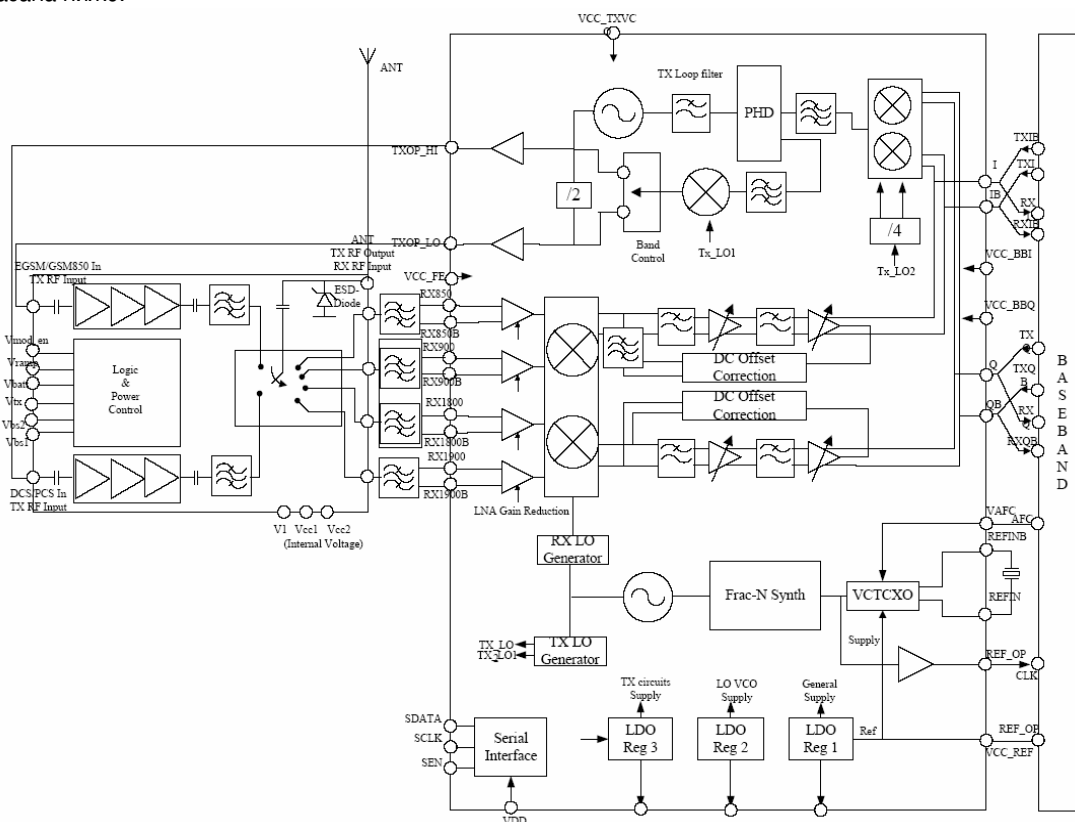 VCC_TXVC
ANT
TX Loop filter
PHD
TXOP_HI
/2
Band
Control
Tx_LO1
/4
Tx_LO2
TXIB
TXI
I
IB
RX
RXIB
VCC_BBI
VCC_BBQ
TXOP_LO
ANT
TX RF Output
RX RF Input
VCC_FE
EGSM/GSM850 In
TX RF Input
ESD-
Diode
RX850
RX850B
RX900
RX900B
RX1800
RX1800B
RX1900
RX1900B
Vmod_en
Vramp
Vbatt
Vtx
Vbs2
Vbs1
Logic
&
Power
Control
DC Offset
Correction
DC Offset
Correction
TX
Q
TXQ
B
Q
QB
RX
Q
RXQB
BASEBAND
DCS/PCS In
TX RF Input
V1 Vcc1 Vcc2
(Internal Voltage)
LNA Gain Reduction
RX LO
Generator
Frac-N Synth
VCTCXO
VAFC
AFC
REFINB
REFIN
Supply
TX_LO
TX_LO1
TX LO
Generator
REF_OP
CLK
TX circuits
Supply
LO VCO
Supply
General
Supply
SDATA
SCLK
SEN
Serial
Interface
LDO
Reg 3
LDO
Reg 2
LDO
Reg 1
Ref
REF_OP
VCC_REF
VDD